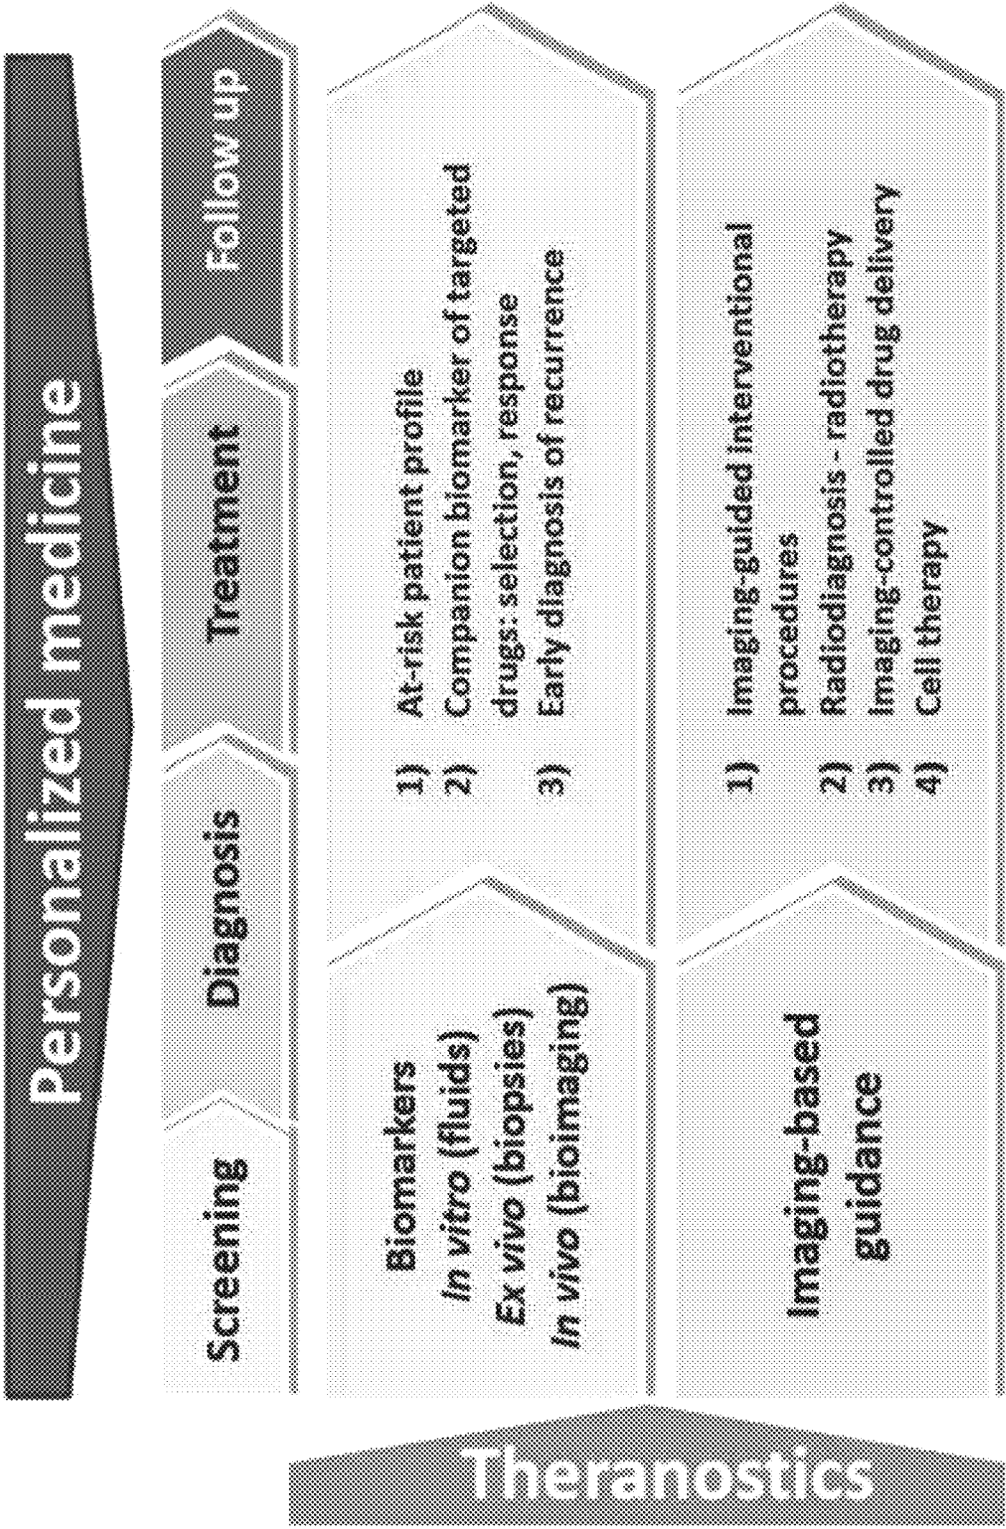 Personalized medicine
Screening
Diagnosis
Treatment
Follow up
Theranostics
Biomarkers
In vitro (fluids)
Ex vivo (biopsies)
In vivo (bioimaging)
1) At-risk patient profile
2) Companion biomarker of targeted
drugs: selection, response
3) Early diagnosis of recurrence
Imaging-based
guidance
1) Imaging-guided interventional
procedures
2) Radiodiagnosis - radiotherapy
3) Imaging-controlled drug delivery
4) Cell therapy